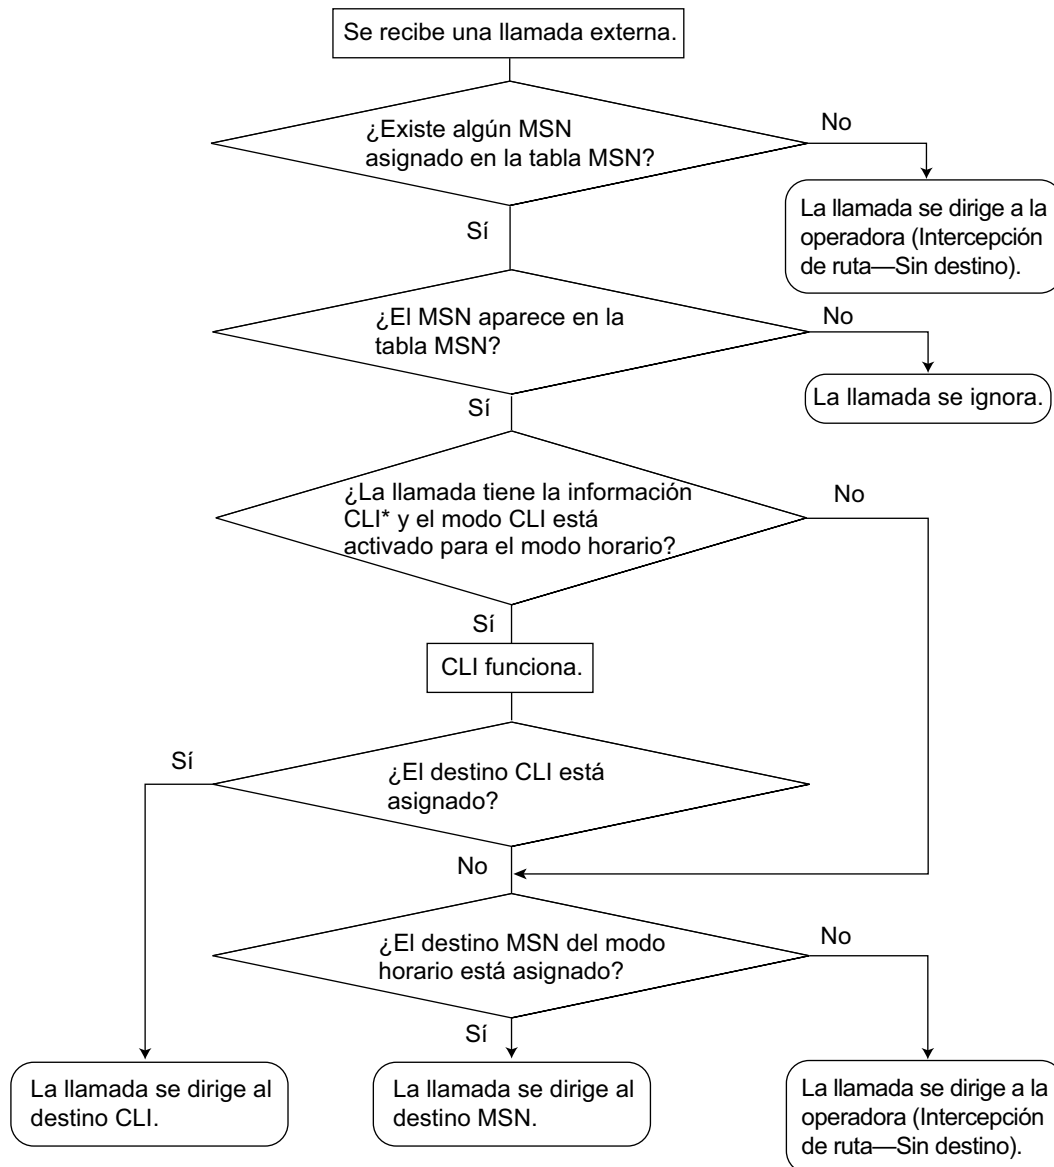 Se recibe una llamada externa.
¿Existe algún MSN
asignado en la tabla MSN?
No
La llamada se dirige a la
operadora (Intercepción
de ruta—Sin destino).
Sí
¿El MSN aparece en la
tabla MSN?
No
La llamada se ignora.
Sí
¿La llamada tiene la información
CLI* y el modo CLI está
activado para el modo horario?
No
Sí
CLI funciona.
Sí
¿El destino CLI está
asignado?
No
¿El destino MSN del modo
horario está asignado?
No
Sí
La llamada se dirige al
destino CLI.
La llamada se dirige al
destino MSN.
La llamada se dirige a la
operadora (Intercepción
de ruta—Sin destino).